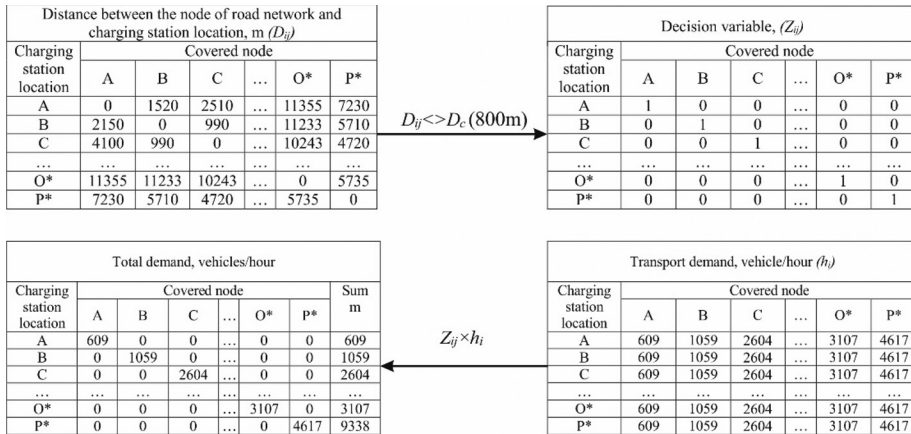 Distance between the node of road network and
charging station location, m (Dij)
Charging station location Covered node
A B C ... O* P*
A 0 1520 2510 ... 11355 7230
B 2150 0 990 ... 11233 5710
C 4100 990 0 ... 10243 4720
... ... ... ... ... ... ...
O* 11355 11233 10243 ... 0 5735
P* 7230 5710 4720 ... 5735 0
Dij<>Dc (800m)
Decision variable, (Zij)
Charging station location Covered node
A B C ... O* P*
A 1 0 0 ... 0 0
B 0 1 0 ... 0 0
C 0 0 1 ... 0 0
... ... ... ... ... ... ...
O* 0 0 0 ... 1 0
P* 0 0 0 ... 0 1
Total demand, vehicles/hour
Charging station location Covered node Sum m
A B C ... O* P*
A 609 0 0 ... 0 0 609
B 0 1059 0 ... 0 0 1059
C 0 0 2604 ... 0 0 2604
... ... ... ... ... ... ... ...
O* 0 0 0 ... 3107 0 3107
P* 0 0 0 ... 0 4617 9338
Zij×hi
Transport demand, vehicle/hour (hi)
Charging station location Covered node
A B C ... O* P*
A 609 1059 2604 ... 3107 4617
B 609 1059 2604 ... 3107 4617
C 609 1059 2604 ... 3107 4617
... ... ... ... ... ... ...
O* 609 1059 2604 ... 3107 4617
P* 609 1059 2604 ... 3107 4617